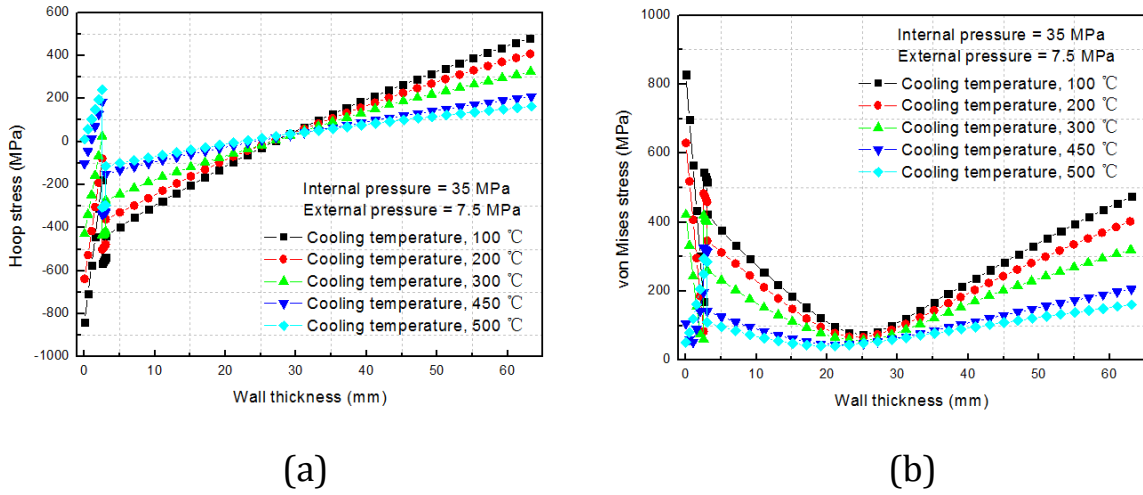 1000
600
400
200
0
-200
-400
-600
-800
-1000
Hoop stress (MPa)
0 10 20 30 40 50 60
Wall thickness (mm)
Internal pressure = 35 MPa
External pressure = 7.5 MPa
Cooling temperature, 100 ℃
Cooling temperature, 200 ℃
Cooling temperature, 300 ℃
Cooling temperature, 450 ℃
Cooling temperature, 500 ℃
(a)
800
600
400
200
0
von Mises stress (MPa)
0 10 20 30 40 50 60
Wall thickness (mm)
Internal pressure = 35 MPa
External pressure = 7.5 MPa
Cooling temperature, 100 ℃
Cooling temperature, 200 ℃
Cooling temperature, 300 ℃
Cooling temperature, 450 ℃
Cooling temperature, 500 ℃
(b)